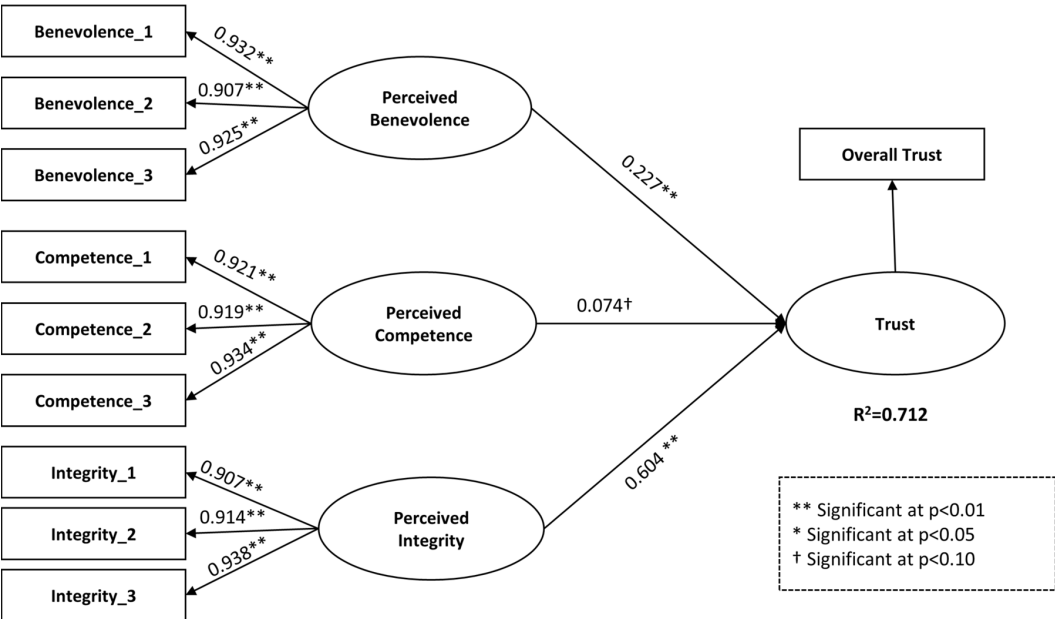 Benevolence_1
0.932**
Benevolence_2
0.907**
Benevolence_3
0.925**
Perceived
Benevolence
0.227**
Overall Trust
Competence_1
0.921**
Competence_2
0.919**
Competence_3
0.934**
Perceived
Competence
0.074†
Trust
R²=0.712
Integrity_1
0.907**
Integrity_2
0.914**
Integrity_3
0.938**
Perceived
Integrity
0.604 **
** Significant at p<0.01
* Significant at p<0.05
† Significant at p<0.10